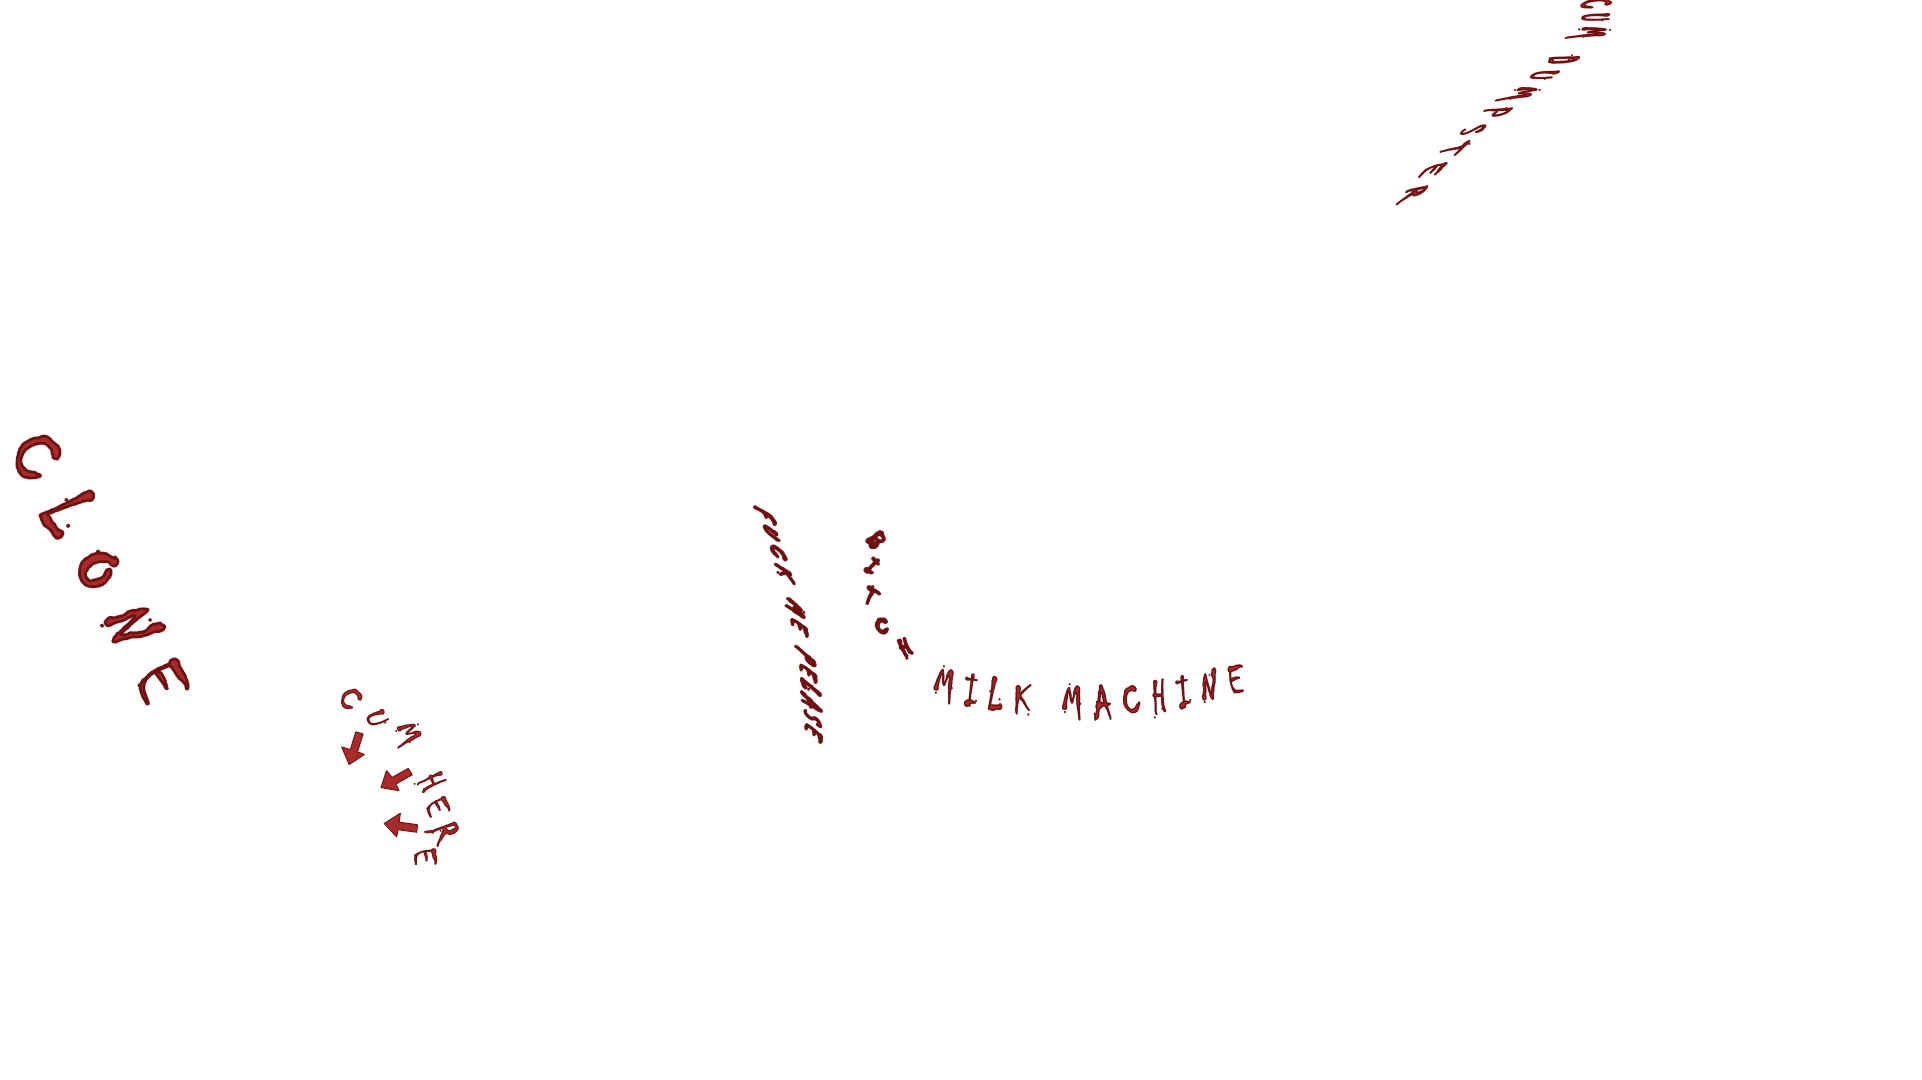 CUM DUMPSTER
CLONE
FUCK ME PLEASE
BITCH
MILK MACHINE
CUM HERE